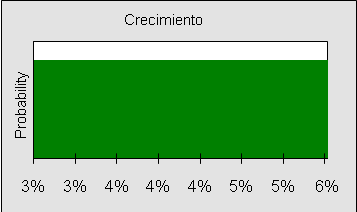 Crecimiento
Probability
3% 3% 4% 4% 4% 5% 5% 6%